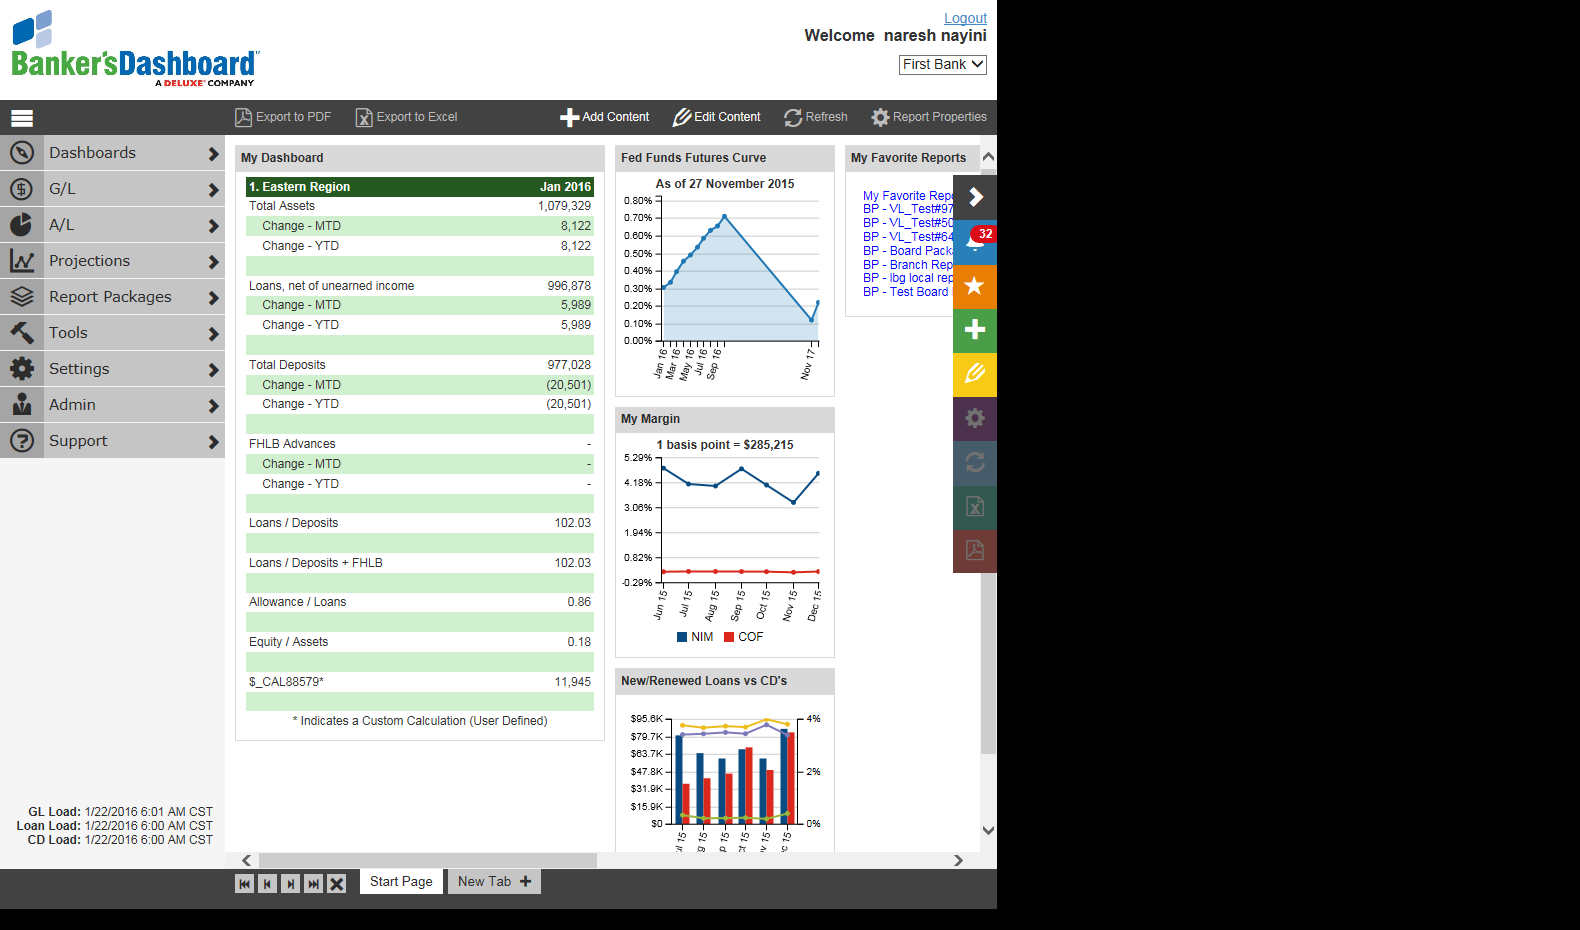 Logout
Welcome naresh nayini
Banker'sDashboard
A DELUXE COMPANY
First Bank
Export to PDF
Export to Excel
Add Content
Edit Content
Refresh
Report Properties
Dashboards
G/L
A/L
Projections
Report Packages
Tools
Settings
Admin
Support
GL Load: 1/22/2016 6:01 AM CST
Loan Load: 1/22/2016 6:00 AM CST
CD Load: 1/22/2016 6:00 AM CST
My Dashboard
1. Eastern Region Jan 2016
Total Assets 1,079,329
Change - MTD 8,122
Change - YTD 8,122
Loans, net of unearned income 996,878
Change - MTD 5,989
Change - YTD 5,989
Total Deposits 977,028
Change - MTD (20,501)
Change - YTD (20,501)
FHLB Advances -
Change - MTD -
Change - YTD -
Loans / Deposits 102.03
Loans / Deposits + FHLB 102.03
Allowance / Loans 0.86
Equity / Assets 0.18
$_CAL88579* 11,945
* Indicates a Custom Calculation (User Defined)
Fed Funds Futures Curve
As of 27 November 2015
0.80%
0.70%
0.60%
0.50%
0.40%
0.30%
0.20%
0.10%
0.00%
Jan 16
Mar 16
May 16
Jul 16
Sep 16
Nov 17
My Margin
1 basis point = $285,215
5.29%
4.18%
3.06%
1.94%
0.82%
-0.29%
Jun 15
Jul 15
Aug 15
Sep 15
Oct 15
Nov 15
Dec 15
NIM
COF
New/Renewed Loans vs CD's
$95.6K
$79.7K
$63.7K
$47.8K
$31.9K
$15.9K
$0
4%
2%
0%
15
15
15
15
15
15
My Favorite Reports
My Favorite Repo
BP - VL_Test#97
BP - VL_Test#50
BP - VL_Test#64
BP - Board Pack
BP - Branch Rep
BP - lbg local rep
BP - Test Board
32
Start Page
New Tab